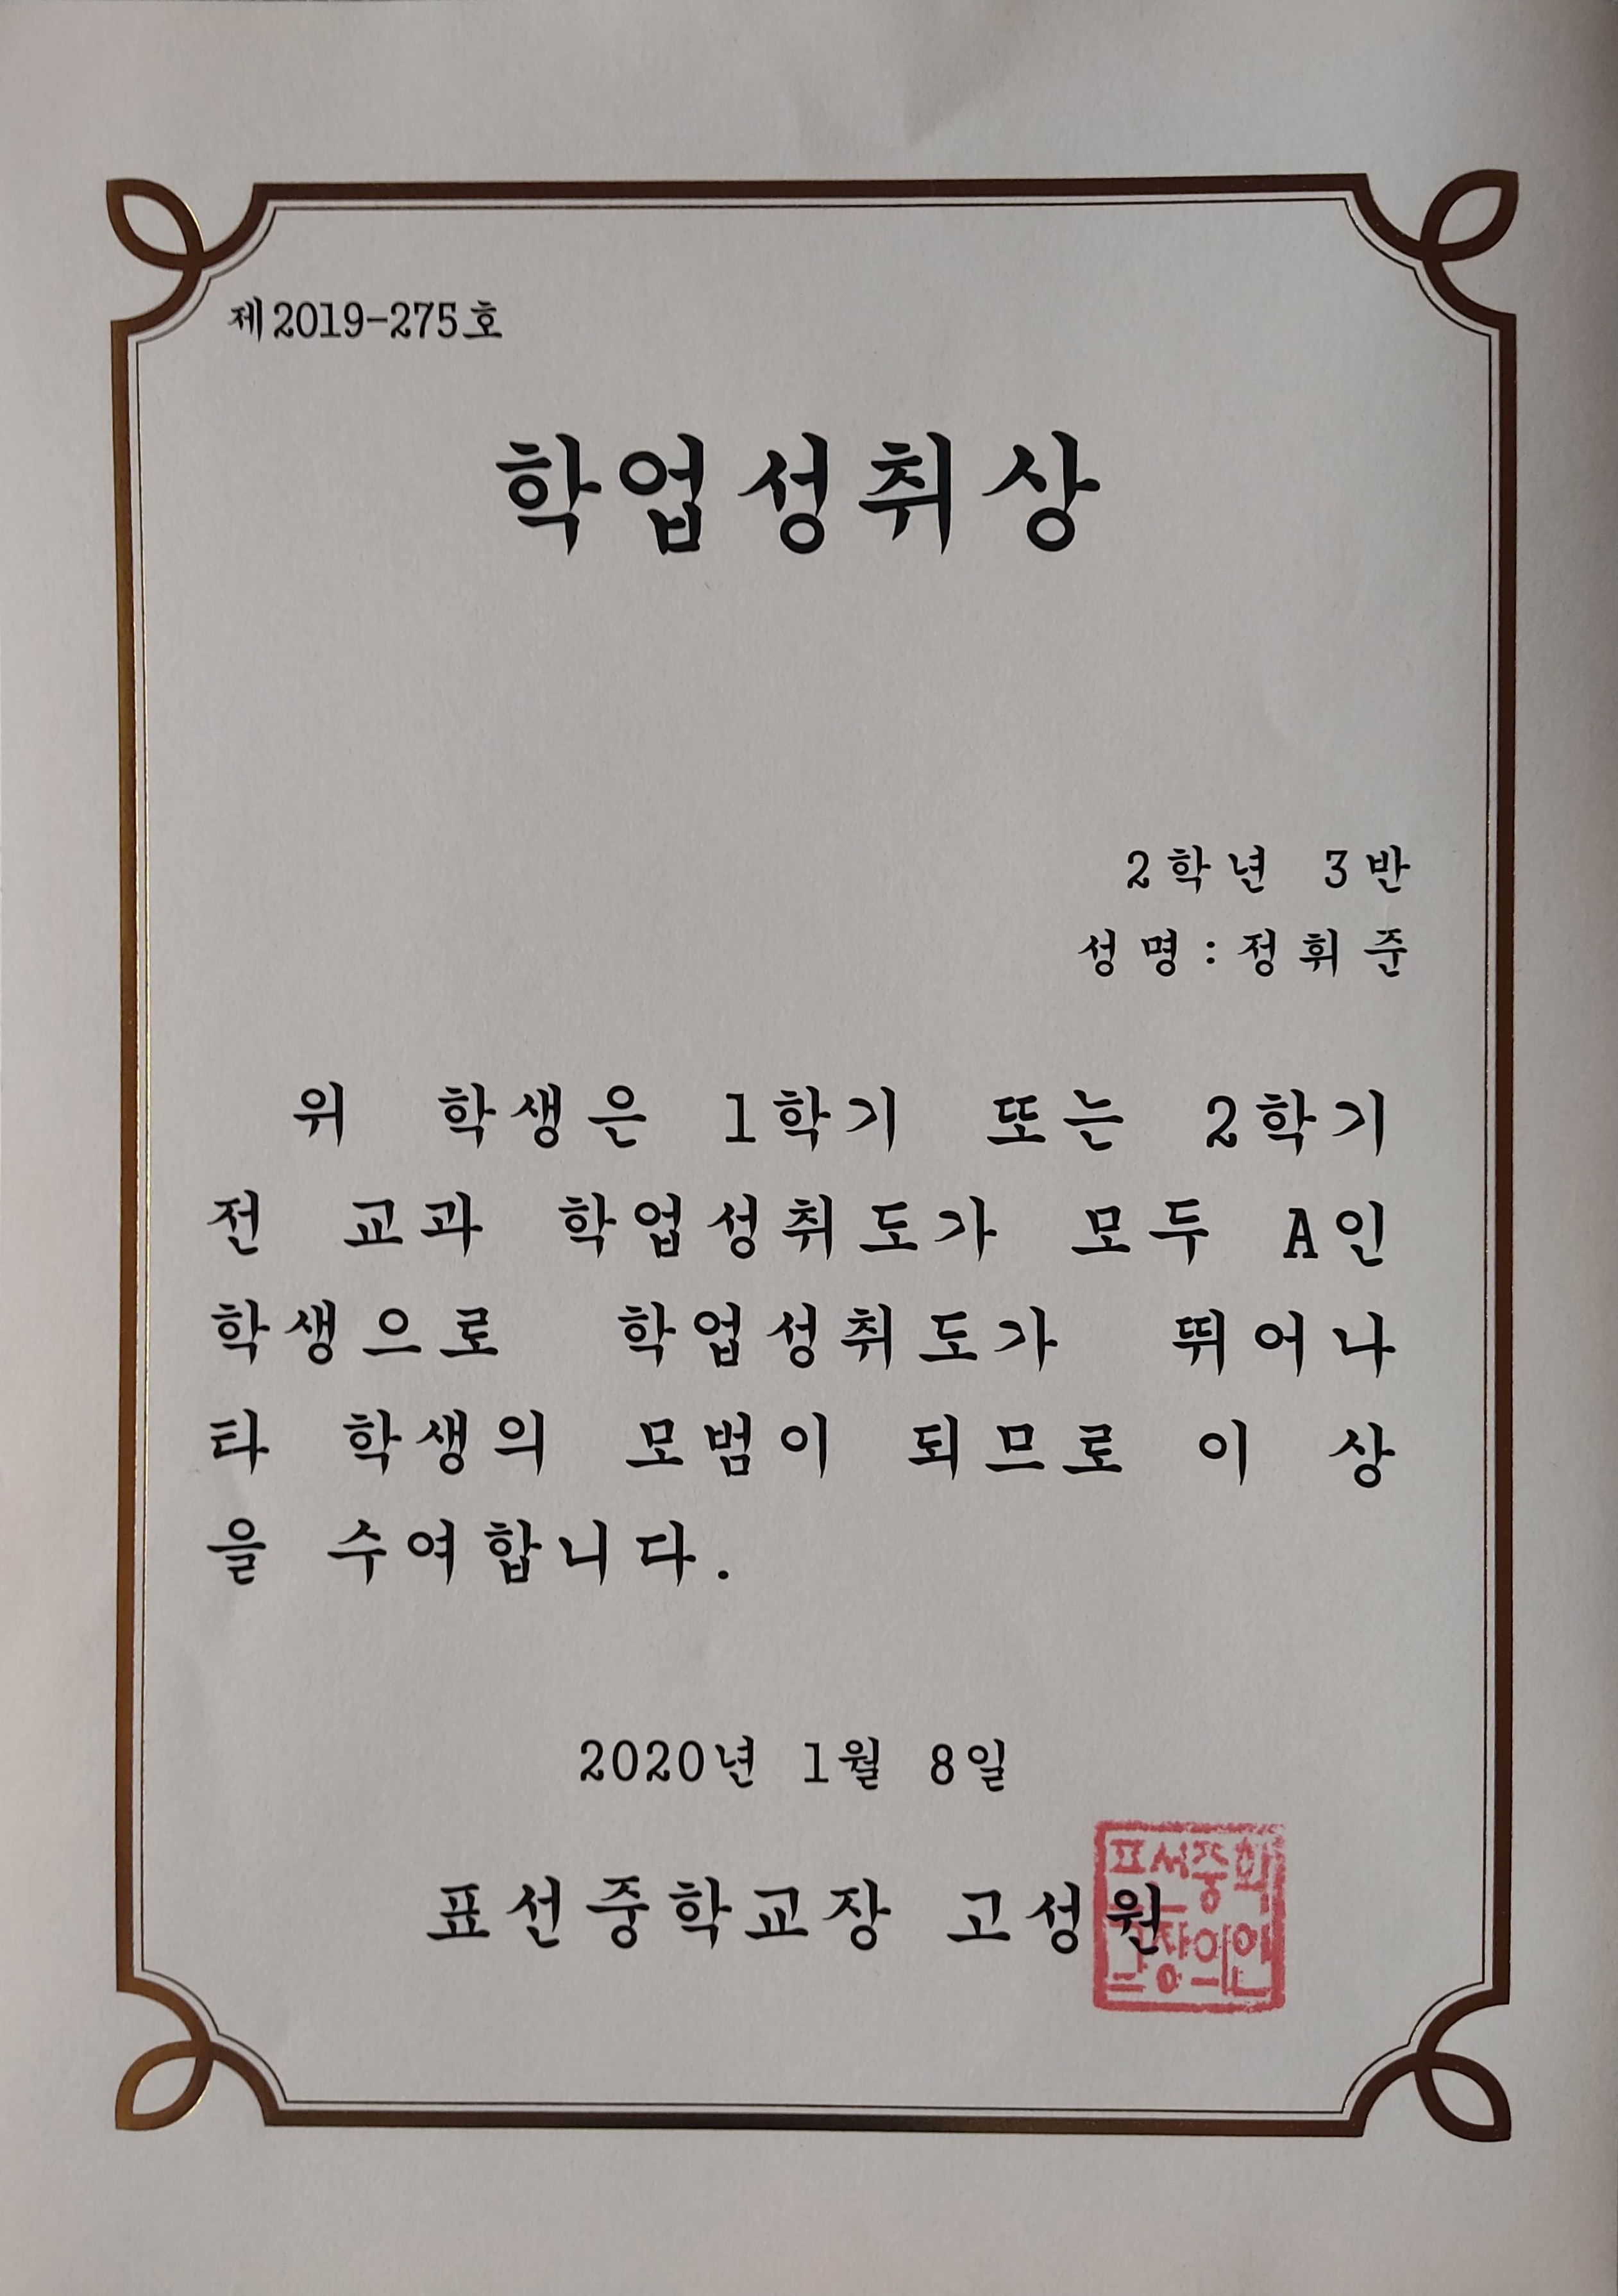 제2019-275호
학업성취상
2학년 3반
성명:정휘준
위 학생은 1학기 또는 2학기
전 교과 학업성취도가 모두 A인
학생으로 학업성취도가 뛰어나
타 학생의 모범이 되므로 이 상
을 수여합니다.
2020년 1월 8일
표선중학교장 고성원
표선중학
교장의인